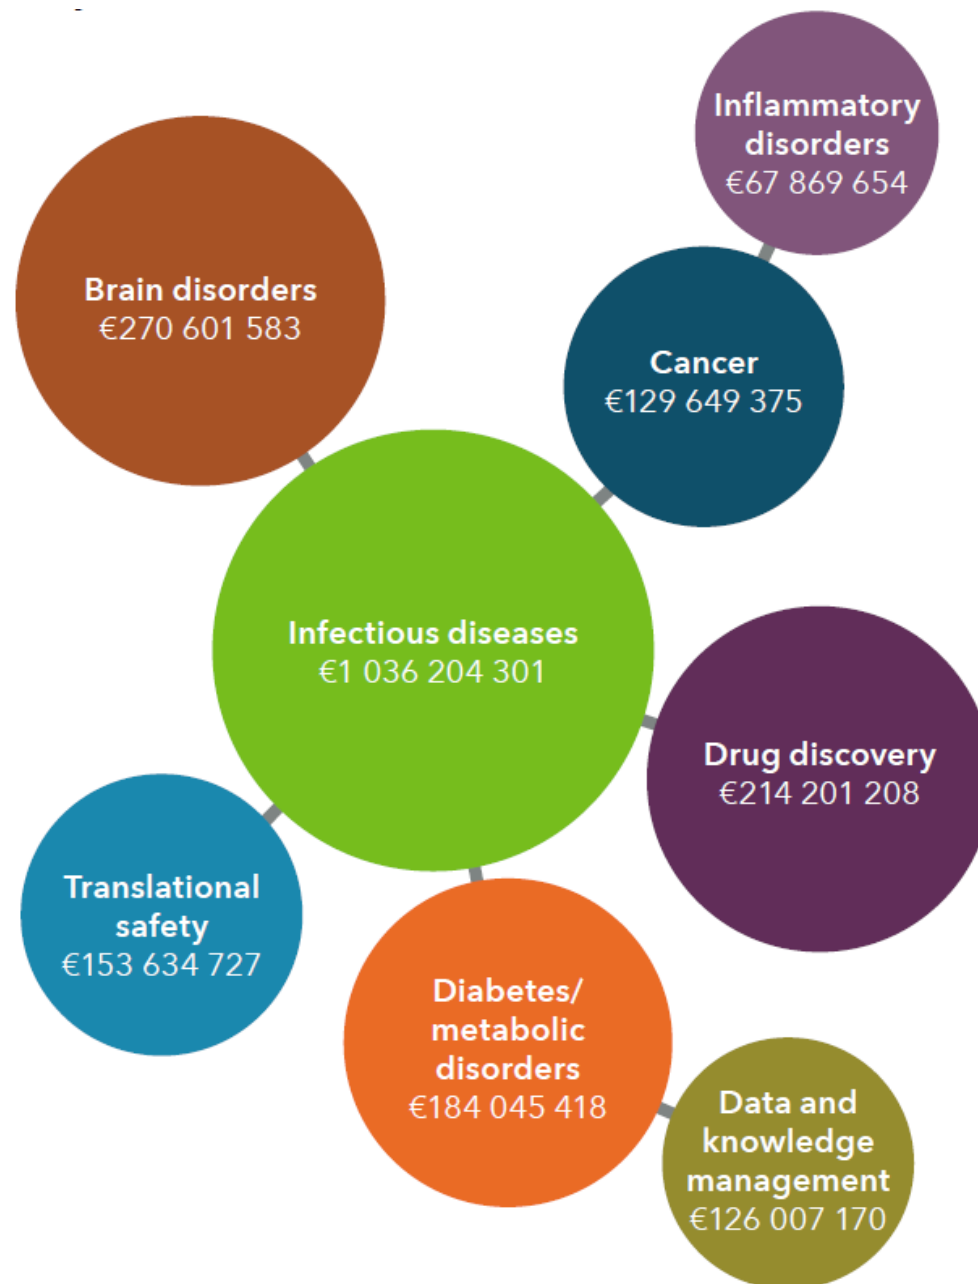 Inflammatory
disorders
€67 869 654
Brain disorders
€270 601 583
Cancer
€129 649 375
Infectious diseases
€1 036 204 301
Drug discovery
€214 201 208
Translational
safety
€153 634 727
Diabetes/
metabolic
disorders
€184 045 418
Data and
knowledge
management
€126 007 170